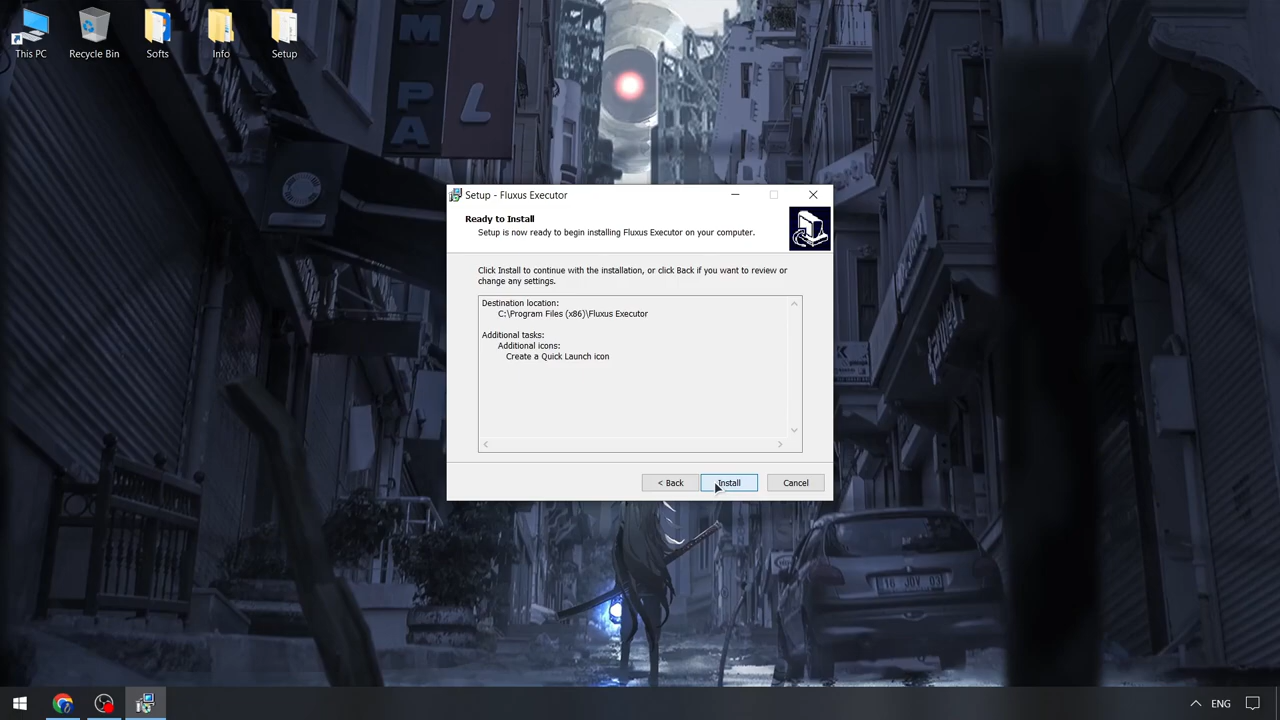 This PC
Recycle Bin
Softs
Info
Setup
M
P
A
L
Setup - Fluxus Executor
Ready to Install
Setup is now ready to begin installing Fluxus Executor on your computer.
Click Install to continue with the installation, or click Back if you want to review or
change any settings.
Destination location:
C:\Program Files (x86)\Fluxus Executor
Additional tasks:
Additional icons:
Create a Quick Launch icon
< Back
Install
Cancel
ENG